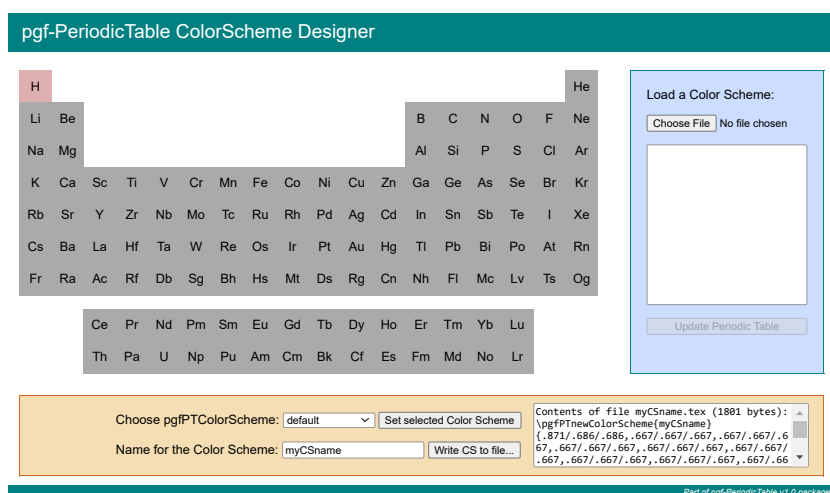 pgf-PeriodicTable ColorScheme Designer
H He
Li Be B C N O F Ne
Na Mg Al Si P S Cl Ar
K Ca Sc Ti V Cr Mn Fe Co Ni Cu Zn Ga Ge As Se Br Kr
Rb Sr Y Zr Nb Mo Tc Ru Rh Pd Ag Cd In Sn Sb Te I Xe
Cs Ba La Hf Ta W Re Os Ir Pt Au Hg Tl Pb Bi Po At Rn
Fr Ra Ac Rf Db Sg Bh Hs Mt Ds Rg Cn Nh Fl Mc Lv Ts Og
Ce Pr Nd Pm Sm Eu Gd Tb Dy Ho Er Tm Yb Lu
Th Pa U Np Pu Am Cm Bk Cf Es Fm Md No Lr
Load a Color Scheme:
Choose File No file chosen
Update Periodic Table
Choose pgfPTColorScheme: default Set selected Color Scheme
Name for the Color Scheme: myCSname Write CS to file...
Contents of file myCSname.tex (1801 bytes):
\pgfPTnewColorScheme{myCSname}
{.871/.686/.686,.667/.667/.667,.667/.667/.6
67,.667/.667/.667,.667/.667/.667,.667/.667/
.667,.667/.667/.667,.667/.667/.667,.667/.66
Part of pgf-PeriodicTable v1.0 package